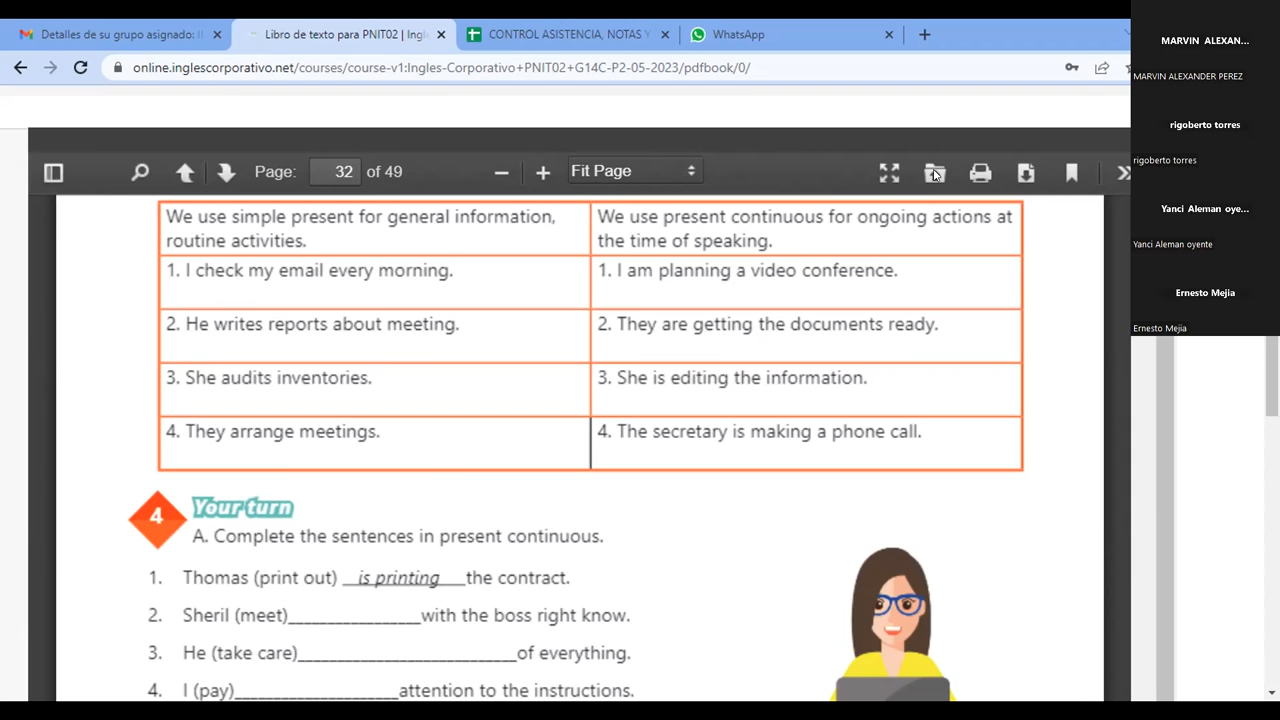 Detalles de su grupo asignado: I
Libro de texto para PNIT02 | Ingl
CONTROL ASISTENCIA, NOTAS Y
WhatsApp
online.inglescorporativo.net/courses/course-v1:Ingles-Corporativo+PNIT02+G14C-P2-05-2023/pdfbook/0/
Page: 32 of 49
Fit Page
We use simple present for general information, routine activities.
We use present continuous for ongoing actions at the time of speaking.
1. I check my email every morning.
1. I am planning a video conference.
2. He writes reports about meeting.
2. They are getting the documents ready.
3. She audits inventories.
3. She is editing the information.
4. They arrange meetings.
4. The secretary is making a phone call.
4 Your turn
A. Complete the sentences in present continuous.
1. Thomas (print out) __is printing___the contract.
2. Sheril (meet)________________with the boss right know.
3. He (take care)__________________________of everything.
4. I (pay)____________________attention to the instructions.
MARVIN ALEXAN...
MARVIN ALEXANDER PEREZ
rigoberto torres
rigoberto torres
Yanci Aleman oye...
Yanci Aleman oyente
Ernesto Mejia
Ernesto Mejia